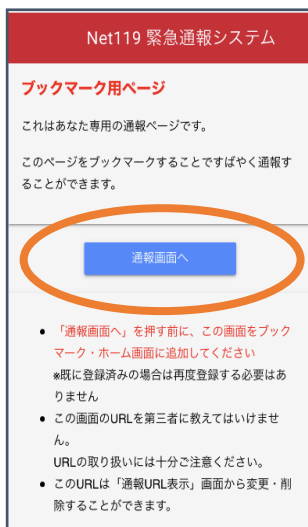 Net119 緊急通報システム
ブックマーク用ページ
これはあなた専用の通報ページです。
このページをブックマークすることですばやく通報す
ることができます。
通報画面へ
● 「通報画面へ」を押す前に、この画面をブック
マーク・ホーム画面に追加してください
※既に登録済みの場合は再度登録する必要はあ
りません
● この画面のURLを第三者に教えてはいけませ
ん。
URLの取り扱いには十分ご注意ください。
● このURLは「通報URL表示」画面から変更・削
除することができます。